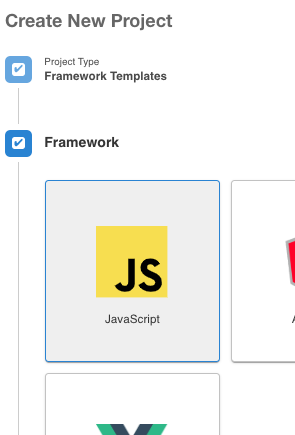 Create New Project
Project Type
Framework Templates
Framework
JS
JavaScript